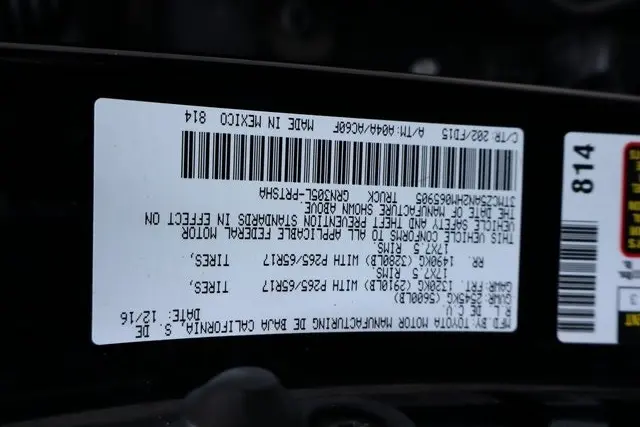 MFD.BY: TOYOTA MOTOR MANUFACTURING DE BAJA CALIFORNIA, S. DE
R.L. DE C.V. DATE: 12/16
GVWR: 2545KG (5600LB)
GAWR: FRT. 1320KG (2910LB) WITH P265/65R17 TIRES,
17X7.5 RIMS,
RR. 1490KG (3280LB) WITH P265/65R17 TIRES,
17X7.5 RIMS.
THIS VEHICLE CONFORMS TO ALL APPLICABLE FEDERAL MOTOR
VEHICLE SAFETY AND THEFT PREVENTION STANDARDS IN EFFECT ON
THE DATE OF MANUFACTURE SHOWN ABOVE.
3TMCZ5AN2HM065905 TRUCK GRN305L-PRTSHA
C/TR: 202/FD15 A/TM: A04A/AC60F MADE IN MEXICO 814
814